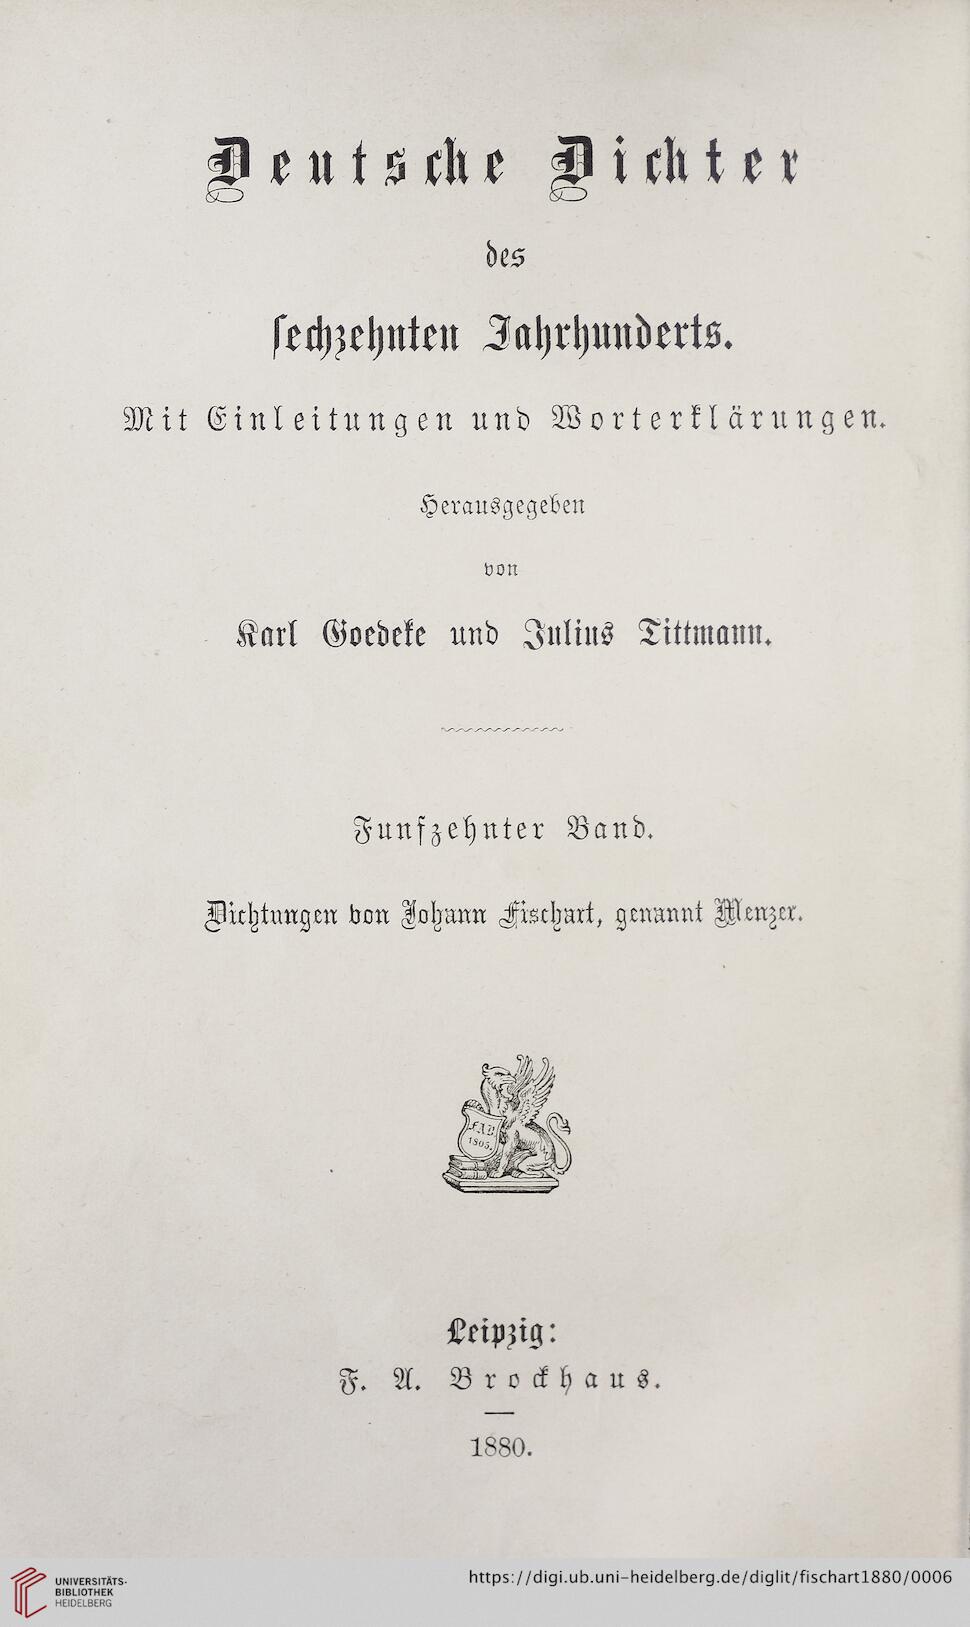 Deutsche Dichter
des
sechzehnten Jahrhunderts.
Mit Einleitungen und Worterklärungen.
Herausgegeben
von
Karl Goedeke und Julius Tittmann.
Funfzehnter Band.
Dichtungen von Johann Fischart, genannt Menzer.
F.A.B.
1805.
Leipzig:
F. A. Brockhaus.
1880.
UNIVERSITÄTS-
BIBLIOTHEK
HEIDELBERG
https://digi.ub.uni-heidelberg.de/diglit/fischart1880/0006